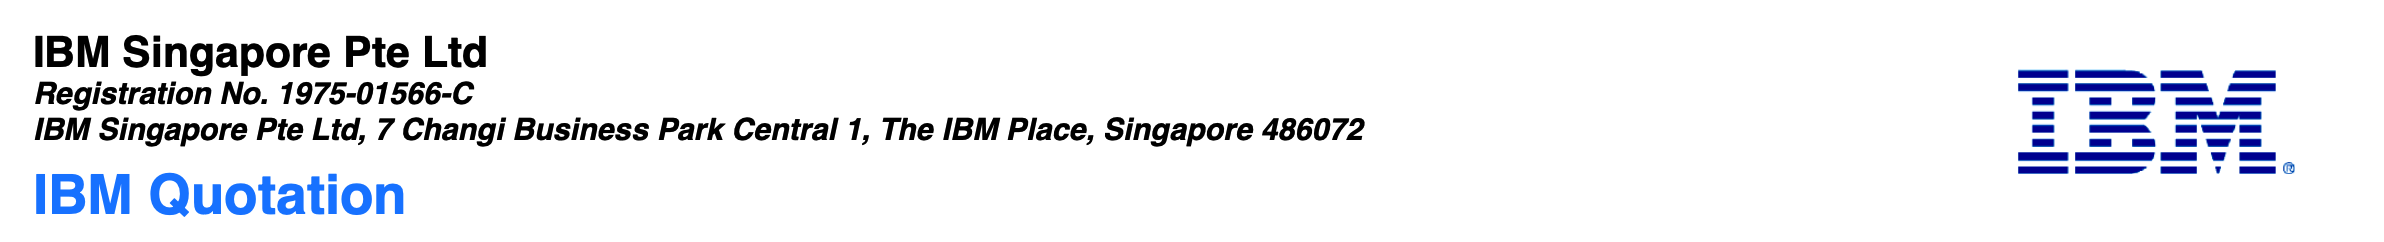 IBM Singapore Pte Ltd
Registration No. 1975-01566-C
IBM Singapore Pte Ltd, 7 Changi Business Park Central 1, The IBM Place, Singapore 486072
IBM Quotation
IBM®